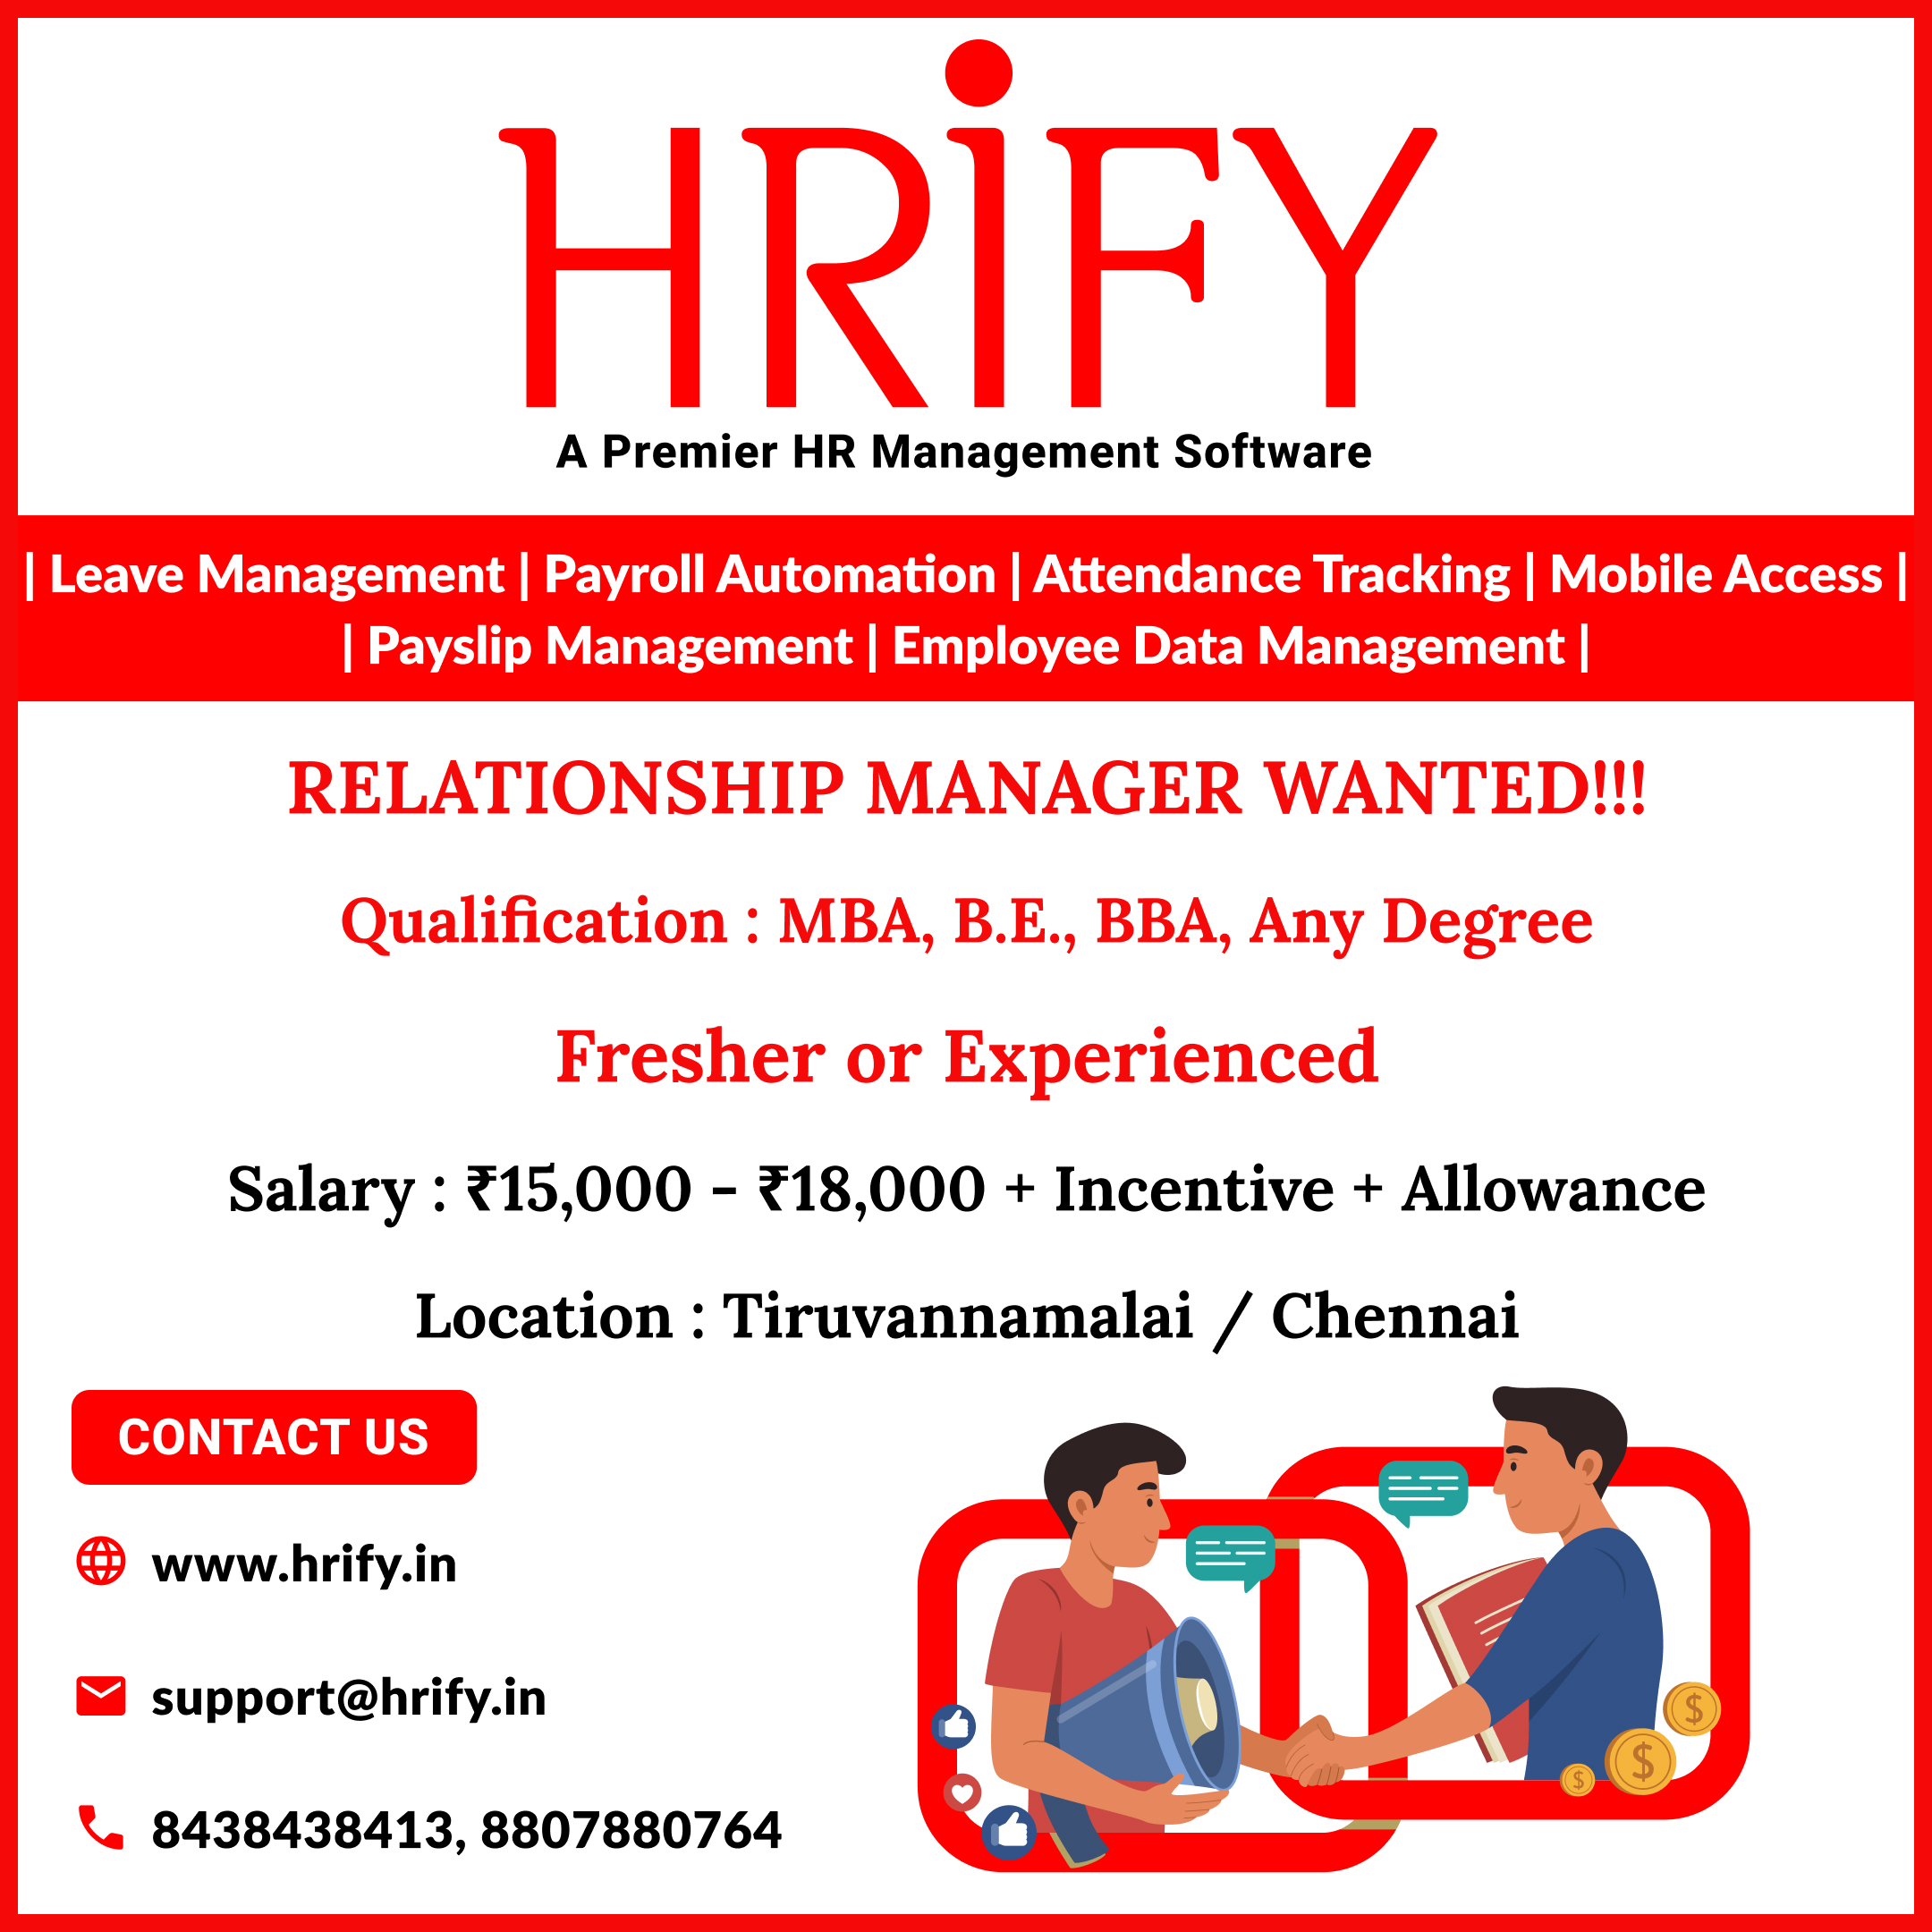 HRiFY
A Premier HR Management Software
| Leave Management | Payroll Automation | Attendance Tracking | Mobile Access |
| Payslip Management | Employee Data Management |
RELATIONSHIP MANAGER WANTED!!!
Qualification : MBA, B.E., BBA, Any Degree
Fresher or Experienced
Salary : ₹15,000 - ₹18,000 + Incentive + Allowance
Location : Tiruvannamalai / Chennai
CONTACT US
www.hrify.in
support@hrify.in
8438438413, 8807880764
$
$
$